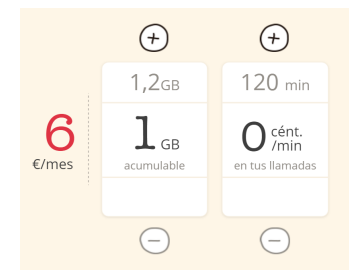 + +
1,2GB 120 min
6
€/mes
1 GB
acumulable
0 cént.
/min
en tus llamadas
− −